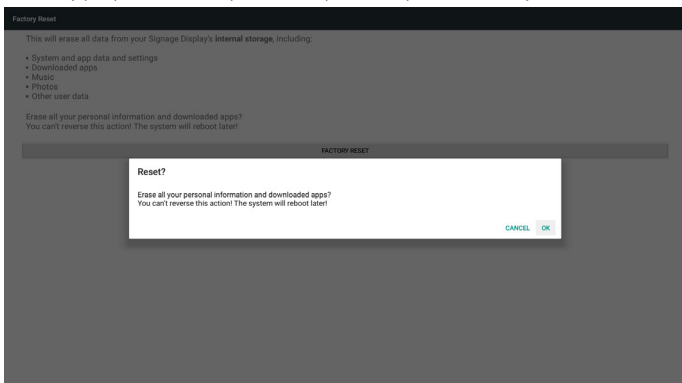 Factory Reset
This will erase all data from your Signage Display's internal storage, including:
• System and app data and settings
• Downloaded apps
• Music
• Photos
• Other user data
Erase all your personal information and downloaded apps?
You can't reverse this action! The system will reboot later!
FACTORY RESET
Reset?
Erase all your personal information and downloaded apps?
You can't reverse this action! The system will reboot later!
CANCEL OK